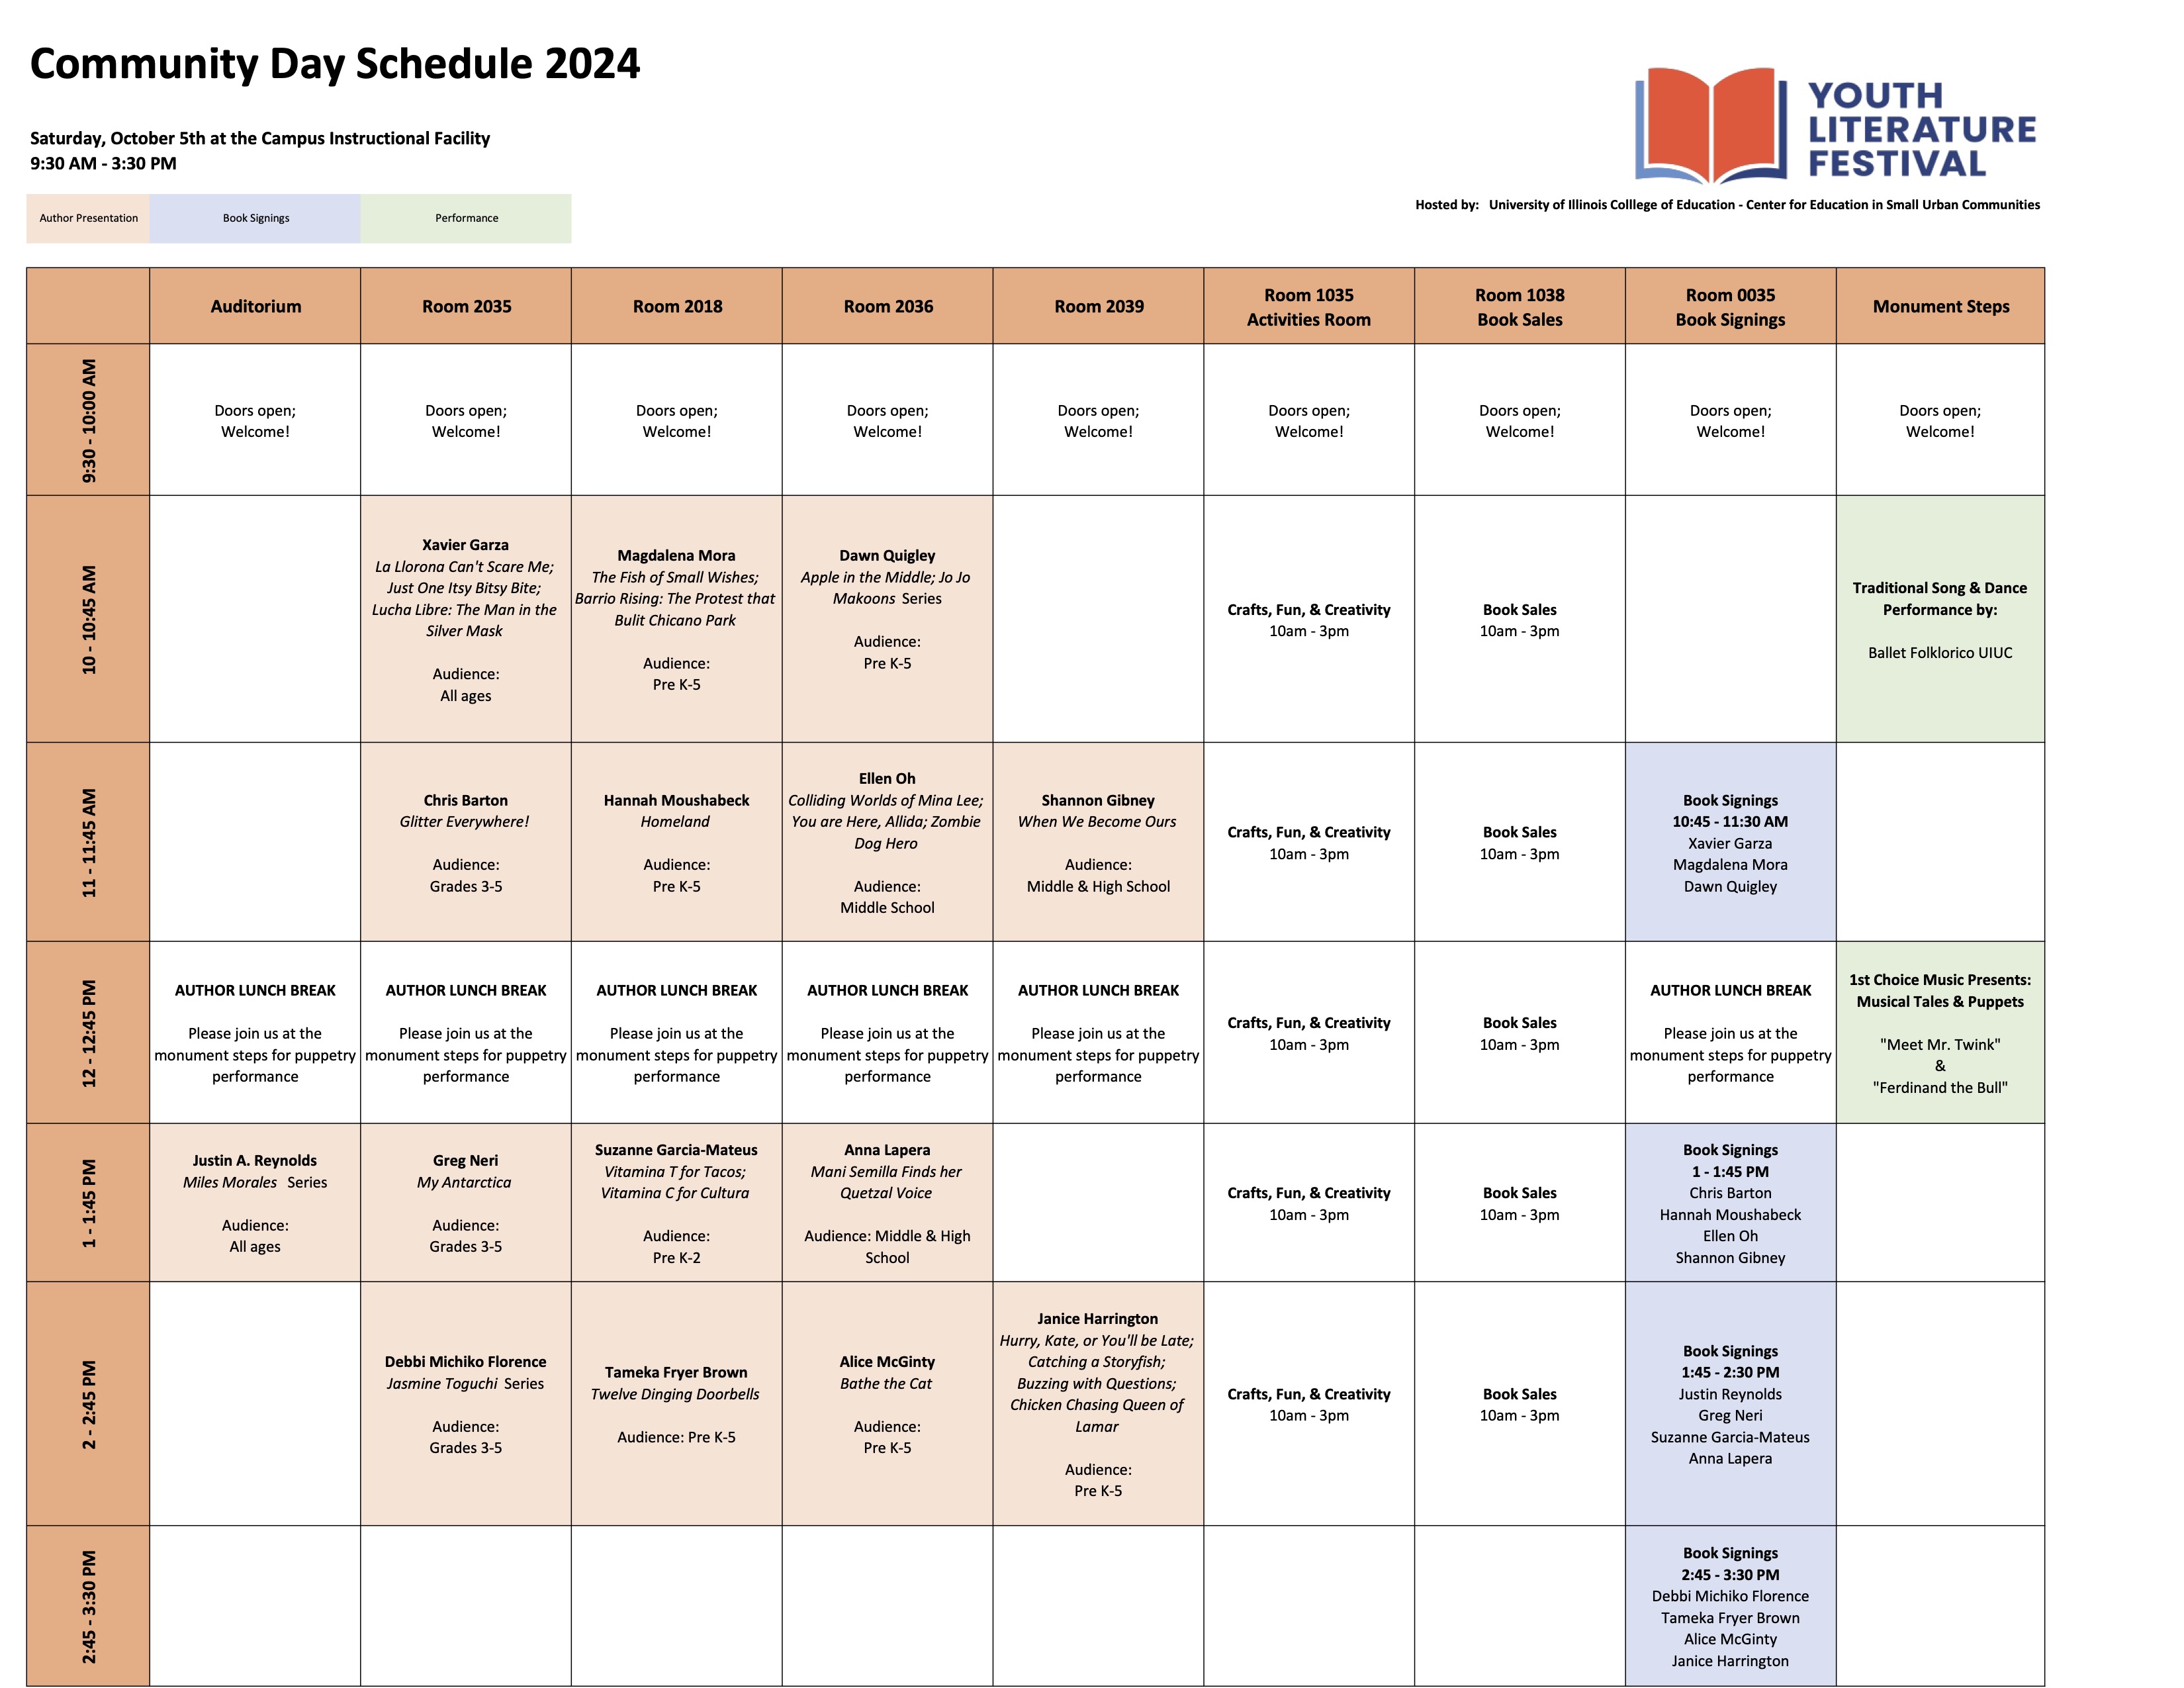 Community Day Schedule 2024
YOUTH
LITERATURE
FESTIVAL
Saturday, October 5th at the Campus Instructional Facility
9:30 AM - 3:30 PM
Hosted by: University of Illinois Colllege of Education - Center for Education in Small Urban Communities
Author Presentation
Book Signings
Performance
Auditorium
Room 2035
Room 2018
Room 2036
Room 2039
Room 1035
Activities Room
Room 1038
Book Sales
Room 0035
Book Signings
Monument Steps
9:30 - 10:00 AM
Doors open;
Welcome!
Doors open;
Welcome!
Doors open;
Welcome!
Doors open;
Welcome!
Doors open;
Welcome!
Doors open;
Welcome!
Doors open;
Welcome!
Doors open;
Welcome!
Doors open;
Welcome!
10 - 10:45 AM
Xavier Garza
La Llorona Can't Scare Me;
Just One Itsy Bitsy Bite;
Lucha Libre: The Man in the
Silver Mask
Audience:
All ages
Magdalena Mora
The Fish of Small Wishes;
Barrio Rising: The Protest that
Bulit Chicano Park
Audience:
Pre K-5
Dawn Quigley
Apple in the Middle; Jo Jo
Makoons Series
Audience:
Pre K-5
Crafts, Fun, & Creativity
10am - 3pm
Book Sales
10am - 3pm
Traditional Song & Dance
Performance by:
Ballet Folklorico UIUC
11 - 11:45 AM
Chris Barton
Glitter Everywhere!
Audience:
Grades 3-5
Hannah Moushabeck
Homeland
Audience:
Pre K-5
Ellen Oh
Colliding Worlds of Mina Lee;
You are Here, Allida; Zombie
Dog Hero
Audience:
Middle School
Shannon Gibney
When We Become Ours
Audience:
Middle & High School
Crafts, Fun, & Creativity
10am - 3pm
Book Sales
10am - 3pm
Book Signings
10:45 - 11:30 AM
Xavier Garza
Magdalena Mora
Dawn Quigley
12 - 12:45 PM
AUTHOR LUNCH BREAK
Please join us at the
monument steps for puppetry
performance
AUTHOR LUNCH BREAK
Please join us at the
monument steps for puppetry
performance
AUTHOR LUNCH BREAK
Please join us at the
monument steps for puppetry
performance
AUTHOR LUNCH BREAK
Please join us at the
monument steps for puppetry
performance
AUTHOR LUNCH BREAK
Please join us at the
monument steps for puppetry
performance
Crafts, Fun, & Creativity
10am - 3pm
Book Sales
10am - 3pm
AUTHOR LUNCH BREAK
Please join us at the
monument steps for puppetry
performance
1st Choice Music Presents:
Musical Tales & Puppets
"Meet Mr. Twink"
&
"Ferdinand the Bull"
1 - 1:45 PM
Justin A. Reynolds
Miles Morales Series
Audience:
All ages
Greg Neri
My Antarctica
Audience:
Grades 3-5
Suzanne Garcia-Mateus
Vitamina T for Tacos;
Vitamina C for Cultura
Audience:
Pre K-2
Anna Lapera
Mani Semilla Finds her
Quetzal Voice
Audience: Middle & High
School
Crafts, Fun, & Creativity
10am - 3pm
Book Sales
10am - 3pm
Book Signings
1 - 1:45 PM
Chris Barton
Hannah Moushabeck
Ellen Oh
Shannon Gibney
2 - 2:45 PM
Debbi Michiko Florence
Jasmine Toguchi Series
Audience:
Grades 3-5
Tameka Fryer Brown
Twelve Dinging Doorbells
Audience: Pre K-5
Alice McGinty
Bathe the Cat
Audience:
Pre K-5
Janice Harrington
Hurry, Kate, or You'll be Late;
Catching a Storyfish;
Buzzing with Questions;
Chicken Chasing Queen of
Lamar
Audience:
Pre K-5
Crafts, Fun, & Creativity
10am - 3pm
Book Sales
10am - 3pm
Book Signings
1:45 - 2:30 PM
Justin Reynolds
Greg Neri
Suzanne Garcia-Mateus
Anna Lapera
2:45 - 3:30 PM
Book Signings
2:45 - 3:30 PM
Debbi Michiko Florence
Tameka Fryer Brown
Alice McGinty
Janice Harrington